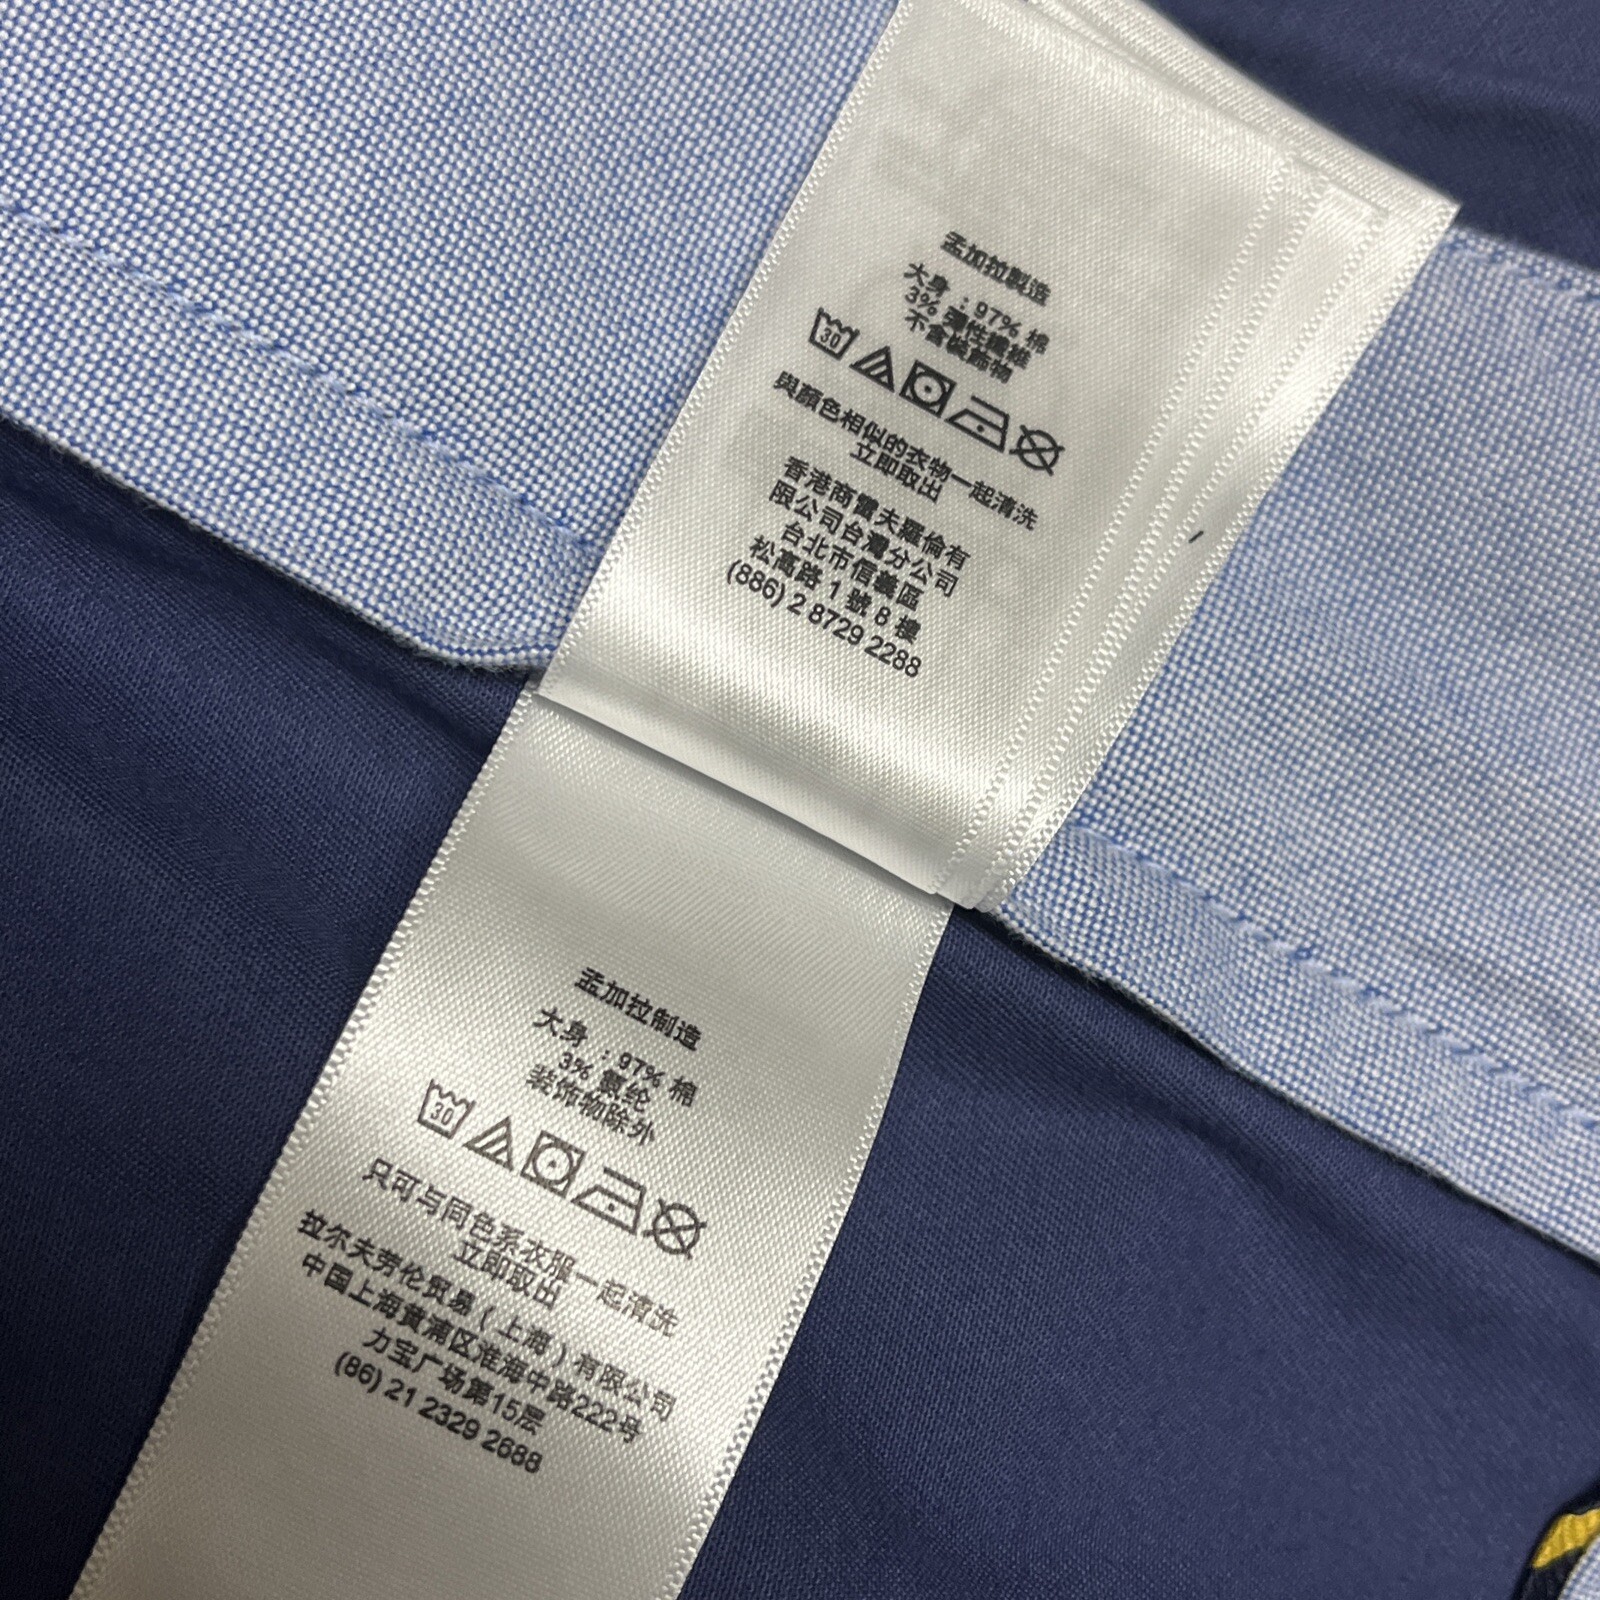 孟加拉製造
大身：97% 棉
3% 彈性纖維
不含裝飾物
30
與顏色相似的衣物一起清洗
立即取出
香港商雷夫羅倫有
限公司台灣分公司
台北市信義區
松高路 1 號 8 樓
(886) 2 8729 2288
孟加拉制造
大身：97% 棉
3% 氨纶
装饰物除外
30
只可与同色系衣服一起清洗
立即取出
拉尔夫劳伦贸易（上海）有限公司
中国上海黄浦区淮海中路222号
力宝广场第15层
(86) 21 2329 2688